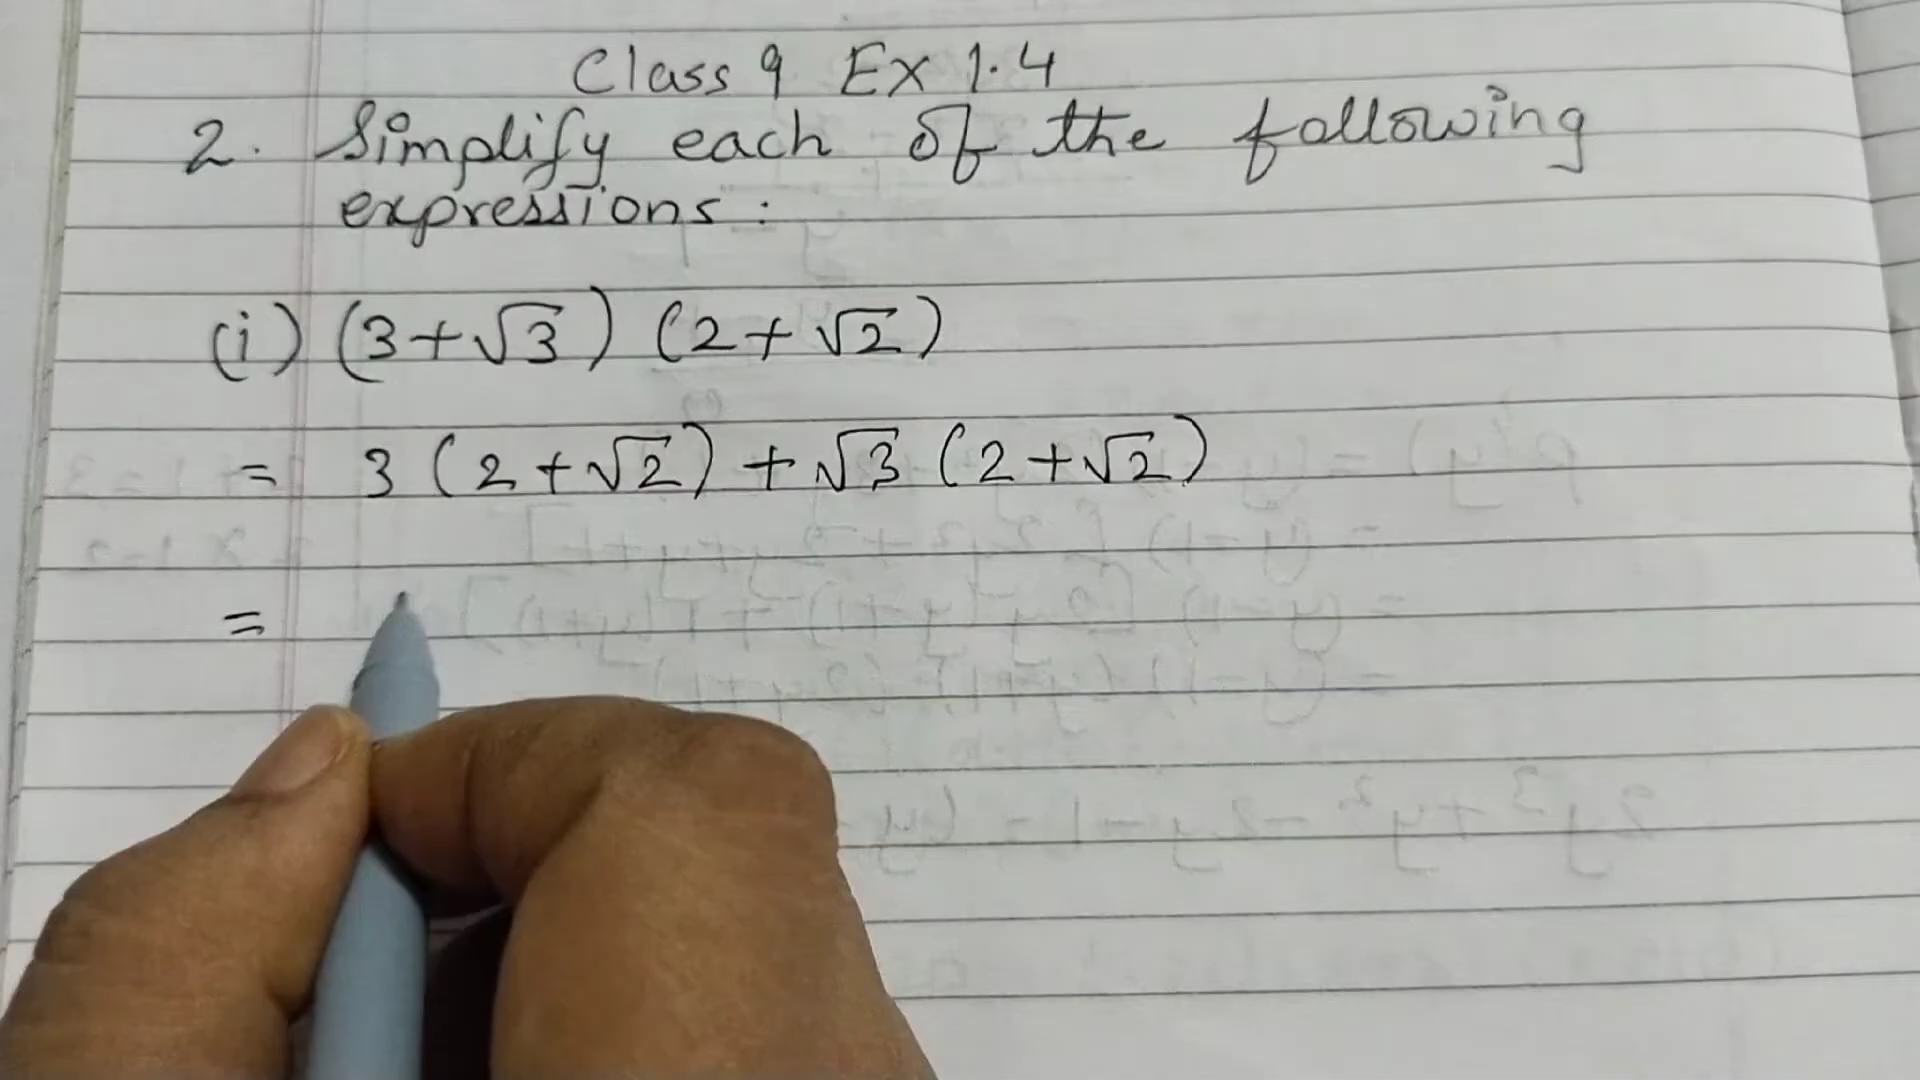 Class 9 Ex 1.4
2. Simplify each of the following
expressions:
(i) (3+√3) (2+√2)
= 3 (2+√2) + √3 (2+√2)
=